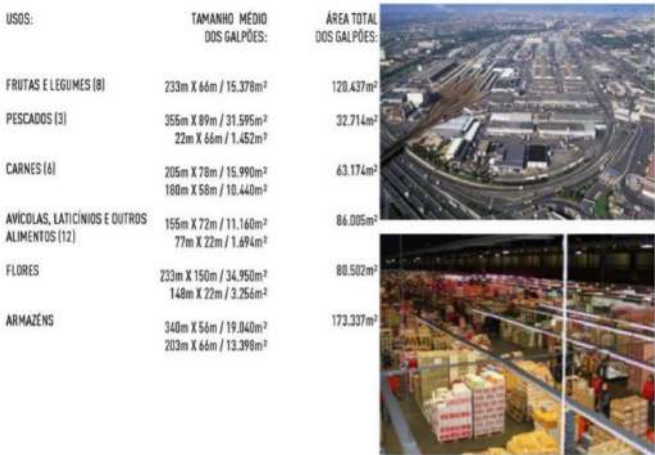 USOS: TAMANHO MÉDIO ÁREA TOTAL
DOS GALPÕES: DOS GALPÕES:
FRUTAS E LEGUMES (8) 233m X 66m / 15.378m² 120.437m²
PESCADOS (3) 355m X 89m / 31.595m² 32.714m²
22m X 66m / 1.452m²
CARNES (6) 205m X 78m / 15.990m² 63.174m²
180m X 58m / 10.440m²
AVÍCOLAS, LATICÍNIOS E OUTROS 155m X 72m / 11.160m² 86.005m²
ALIMENTOS (12) 77m X 22m / 1.694m²
FLORES 233m X 150m / 34.950m² 80.502m²
148m X 22m / 3.256m²
ARMAZÉNS 340m X 56m / 19.040m² 173.337m²
203m X 66m / 13.398m²